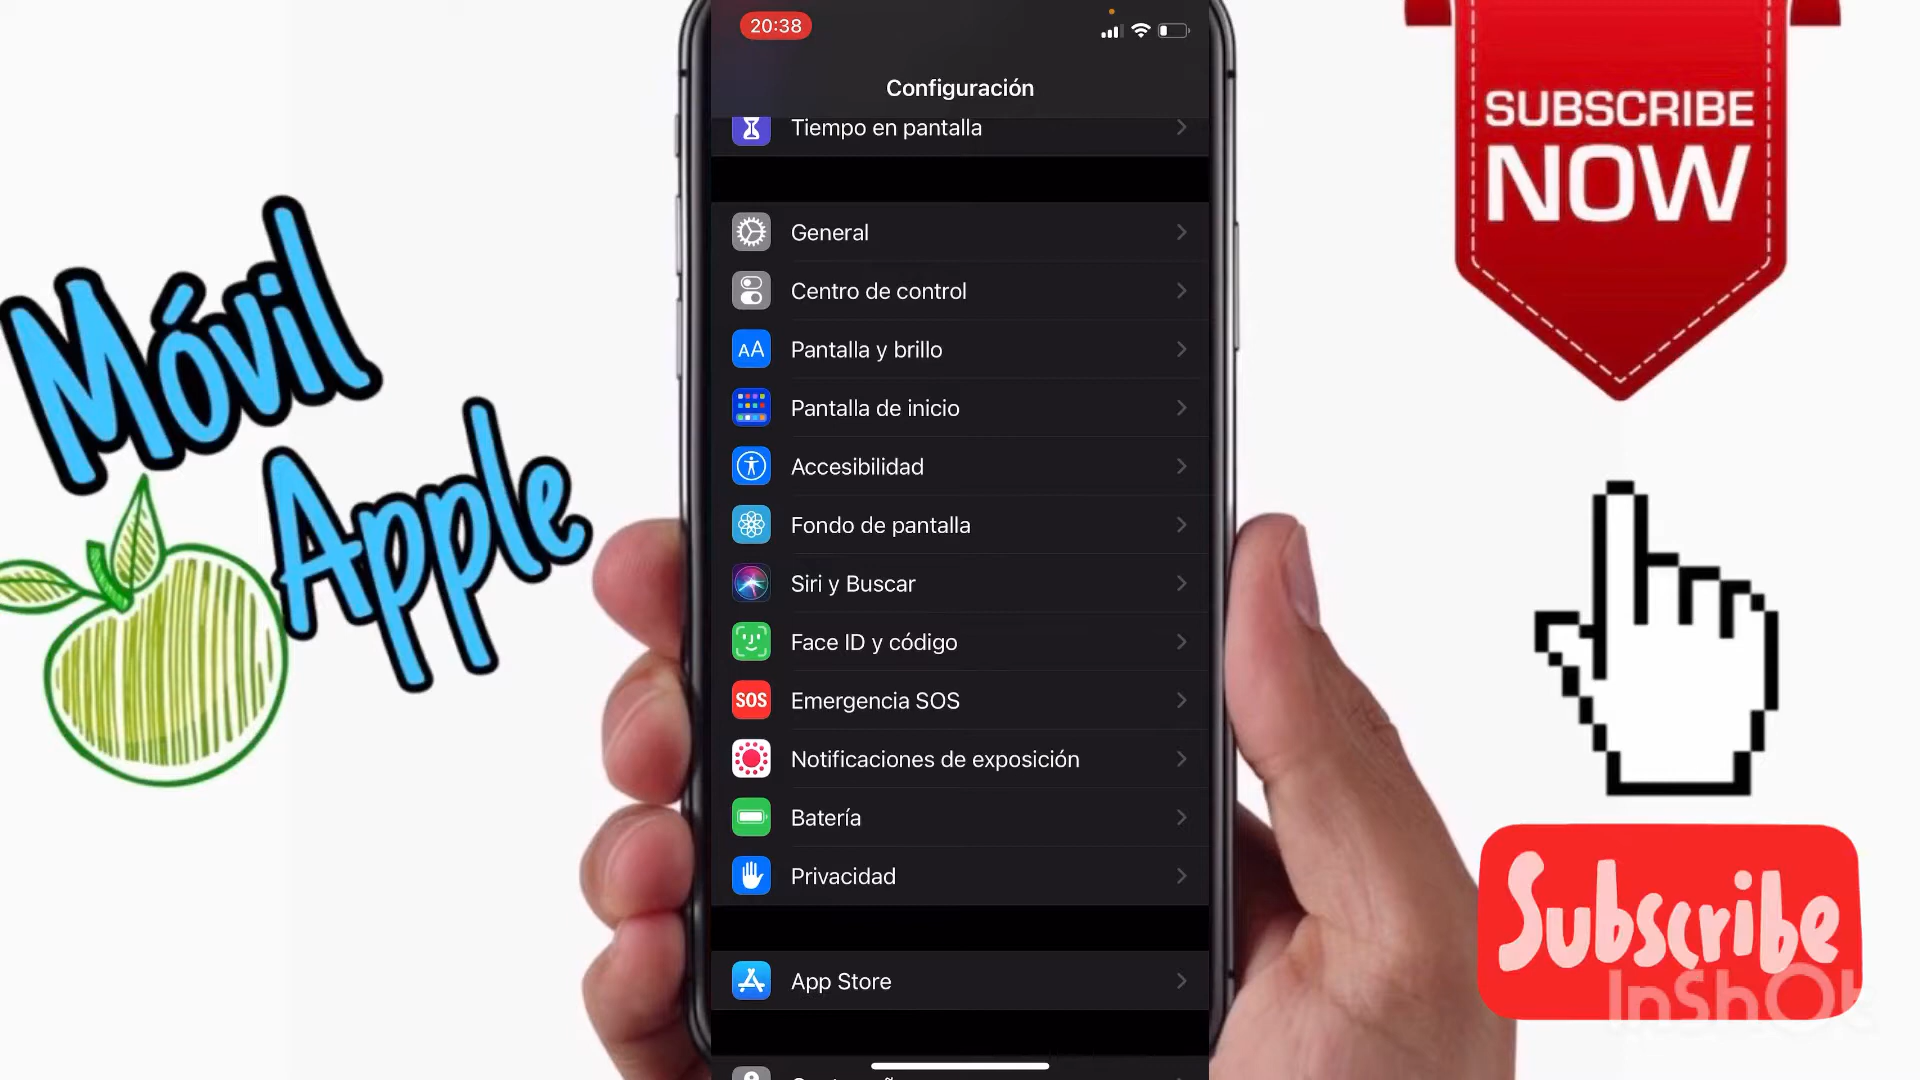 20:38
Configuración
Tiempo en pantalla
General
Centro de control
AA
Pantalla y brillo
Pantalla de inicio
Accesibilidad
Fondo de pantalla
Siri y Buscar
Face ID y código
SOS
Emergencia SOS
Notificaciones de exposición
Batería
Privacidad
App Store
Móvil
Apple
SUBSCRIBE
NOW
Subscribe